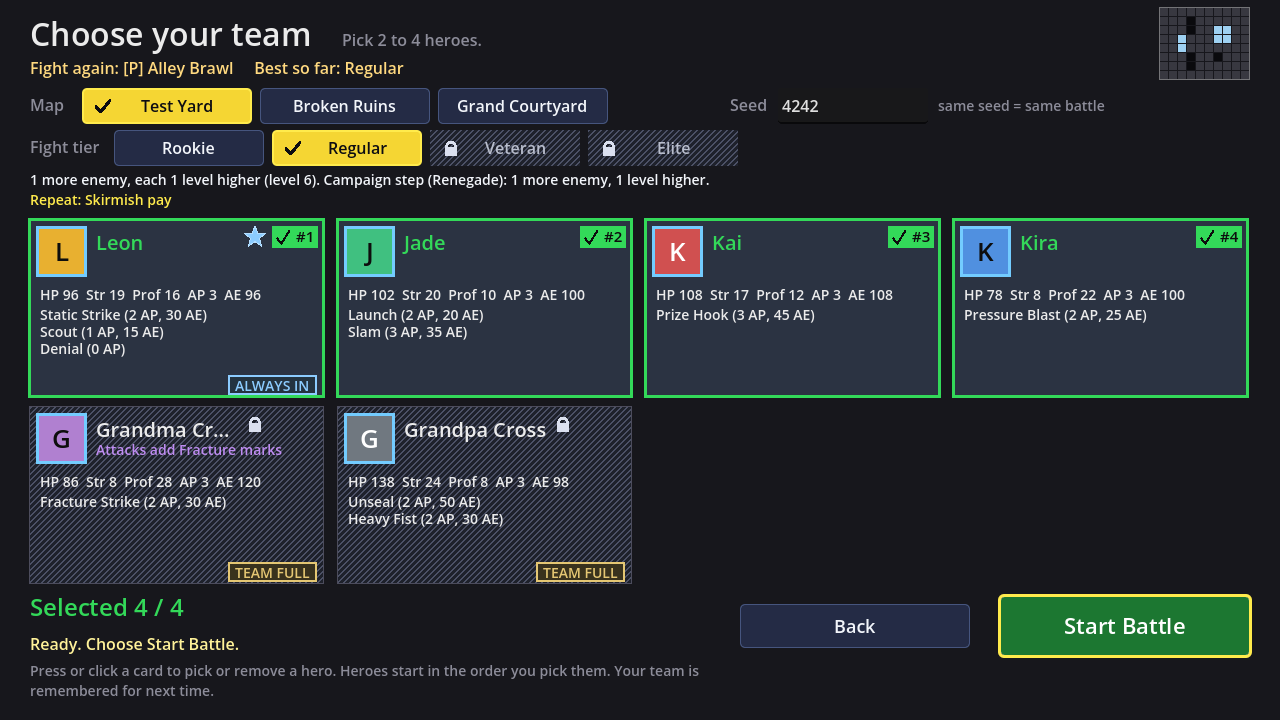 Choose your team
Pick 2 to 4 heroes.
Fight again: [P] Alley Brawl
Best so far: Regular
Map
Test Yard
Broken Ruins
Grand Courtyard
Seed
4242
same seed = same battle
Fight tier
Rookie
Regular
Veteran
Elite
1 more enemy, each 1 level higher (level 6). Campaign step (Renegade): 1 more enemy, 1 level higher.
Repeat: Skirmish pay
L
Leon
#1
HP 96  Str 19  Prof 16  AP 3  AE 96
Static Strike (2 AP, 30 AE)
Scout (1 AP, 15 AE)
Denial (0 AP)
ALWAYS IN
J
Jade
#2
HP 102  Str 20  Prof 10  AP 3  AE 100
Launch (2 AP, 20 AE)
Slam (3 AP, 35 AE)
K
Kai
#3
HP 108  Str 17  Prof 12  AP 3  AE 108
Prize Hook (3 AP, 45 AE)
K
Kira
#4
HP 78  Str 8  Prof 22  AP 3  AE 100
Pressure Blast (2 AP, 25 AE)
G
Grandma Cr...
Attacks add Fracture marks
HP 86  Str 8  Prof 28  AP 3  AE 120
Fracture Strike (2 AP, 30 AE)
TEAM FULL
G
Grandpa Cross
HP 138  Str 24  Prof 8  AP 3  AE 98
Unseal (2 AP, 50 AE)
Heavy Fist (2 AP, 30 AE)
TEAM FULL
Selected 4 / 4
Ready. Choose Start Battle.
Press or click a card to pick or remove a hero. Heroes start in the order you pick them. Your team is
remembered for next time.
Back
Start Battle